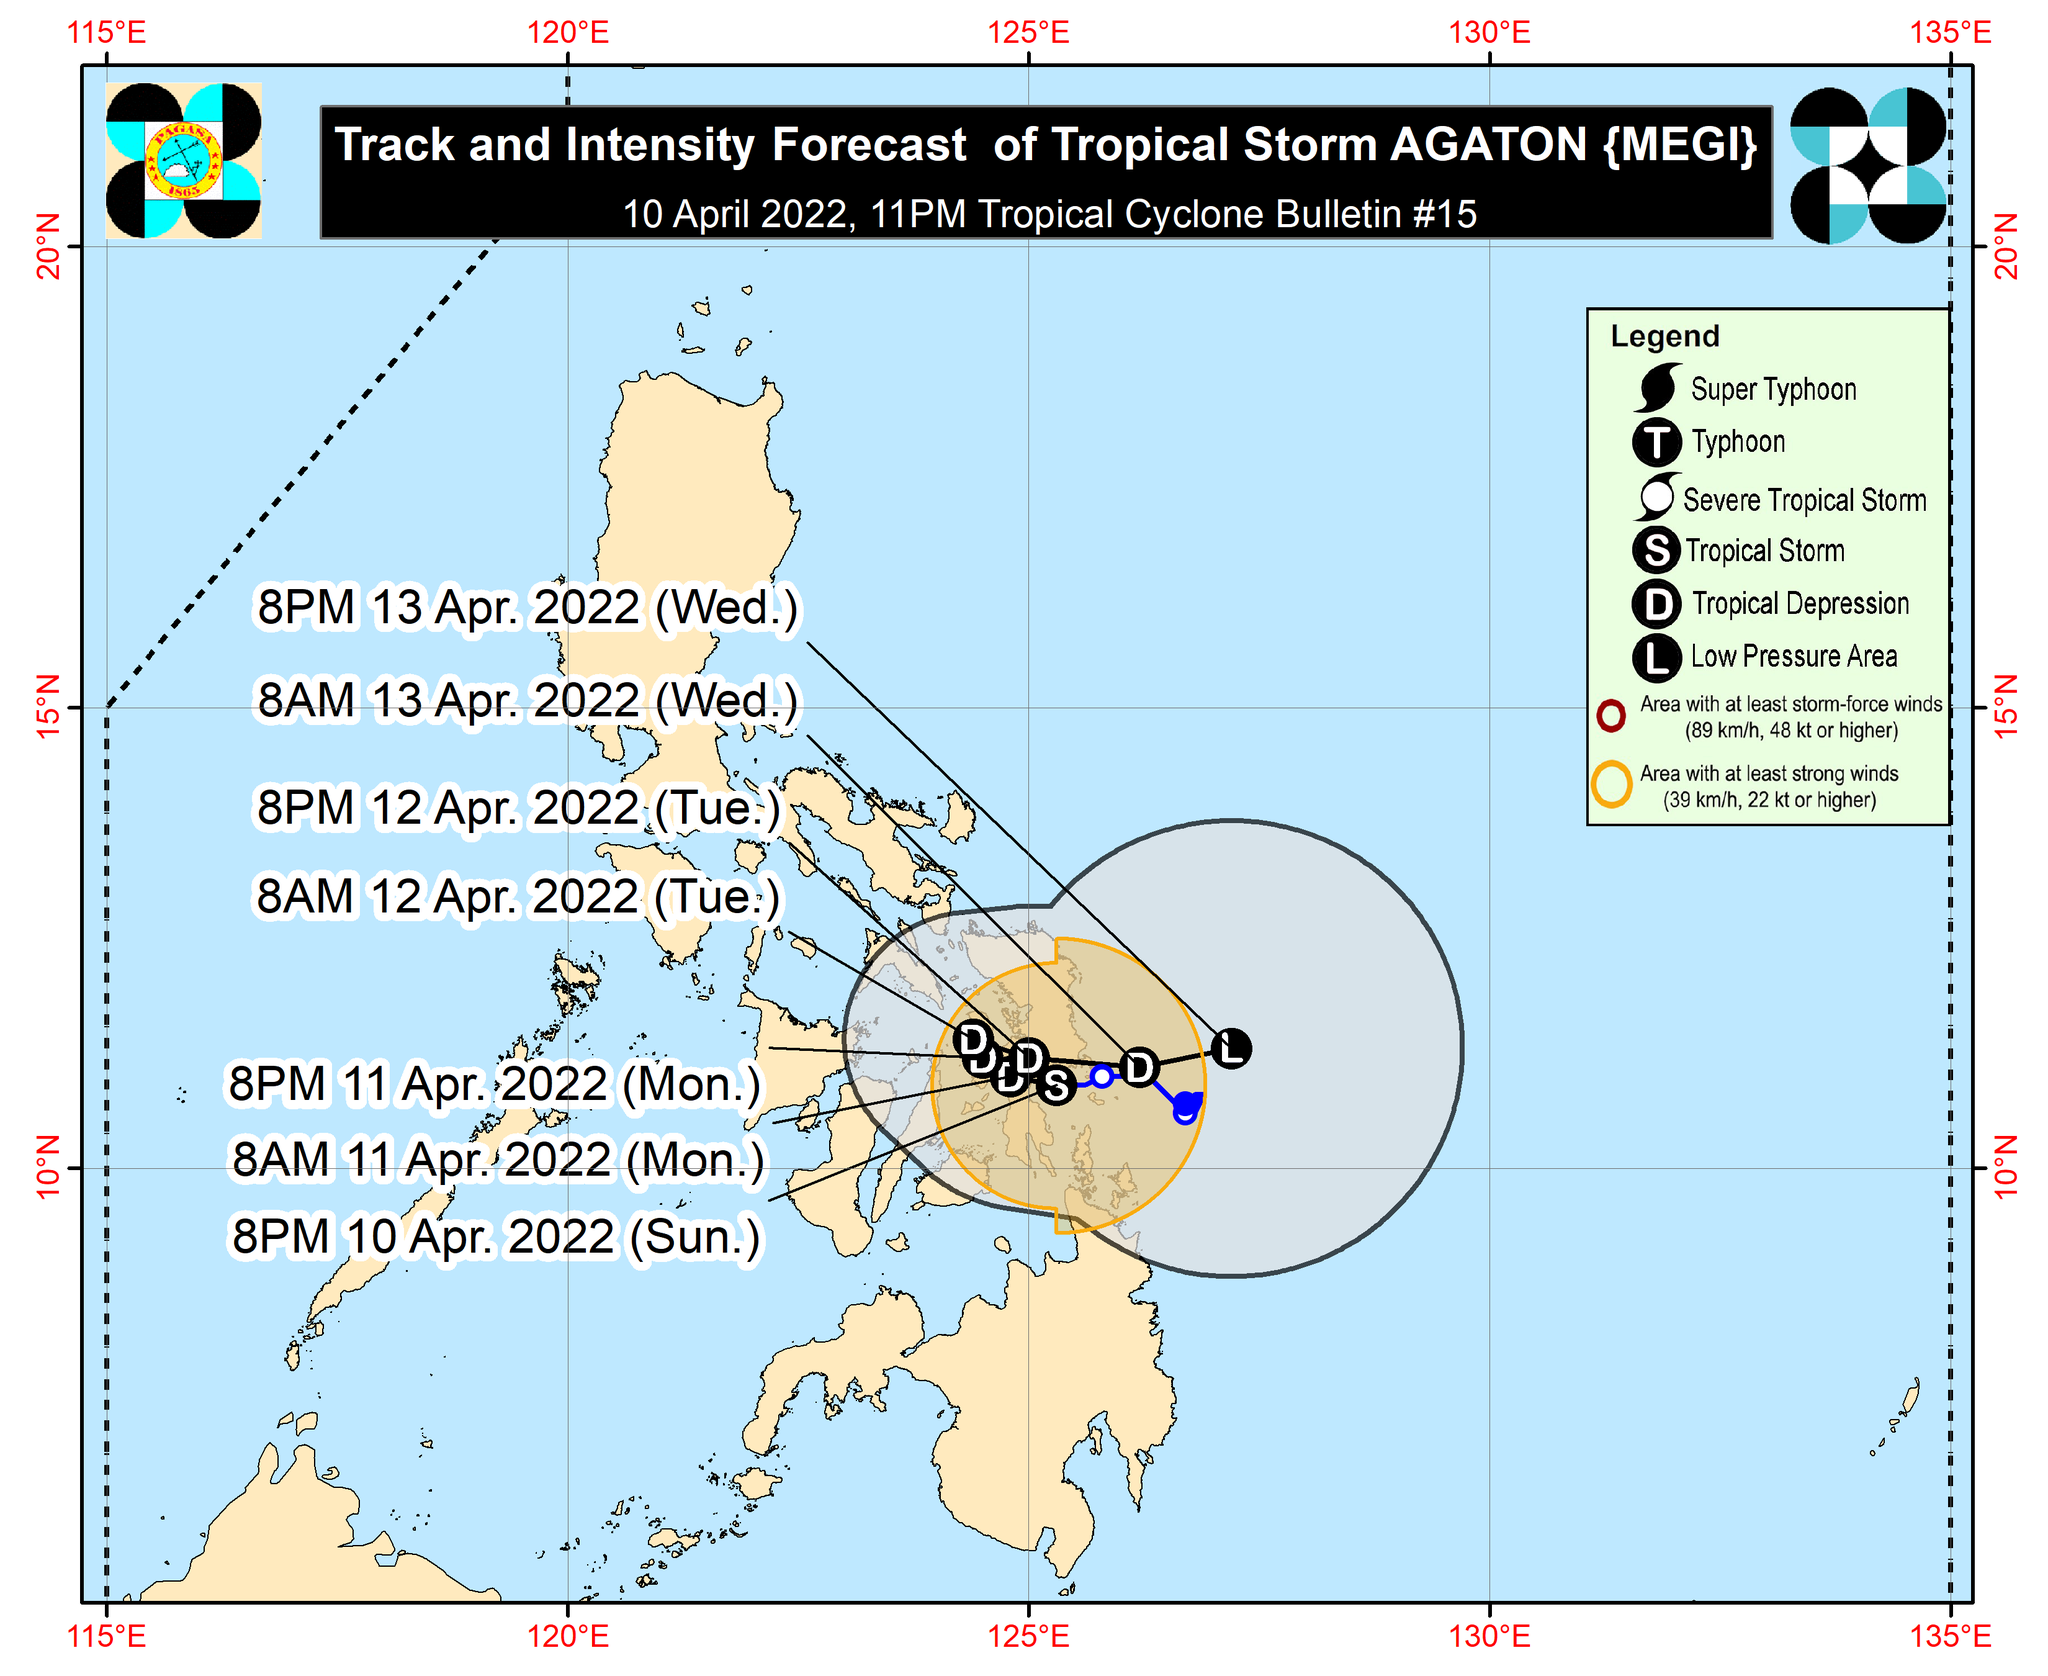 115°E 120°E 125°E 130°E 135°E
PAGASA
1865
Track and Intensity Forecast of Tropical Storm AGATON {MEGI}
10 April 2022, 11PM Tropical Cyclone Bulletin #15
20°N 20°N
Legend
Super Typhoon
T Typhoon
Severe Tropical Storm
S Tropical Storm
D Tropical Depression
L Low Pressure Area
Area with at least storm-force winds
(89 km/h, 48 kt or higher)
Area with at least strong winds
(39 km/h, 22 kt or higher)
8PM 13 Apr. 2022 (Wed.)
8AM 13 Apr. 2022 (Wed.)
15°N 15°N
8PM 12 Apr. 2022 (Tue.)
8AM 12 Apr. 2022 (Tue.)
D D D D S D L
8PM 11 Apr. 2022 (Mon.)
8AM 11 Apr. 2022 (Mon.)
10°N 10°N
8PM 10 Apr. 2022 (Sun.)
115°E 120°E 125°E 130°E 135°E